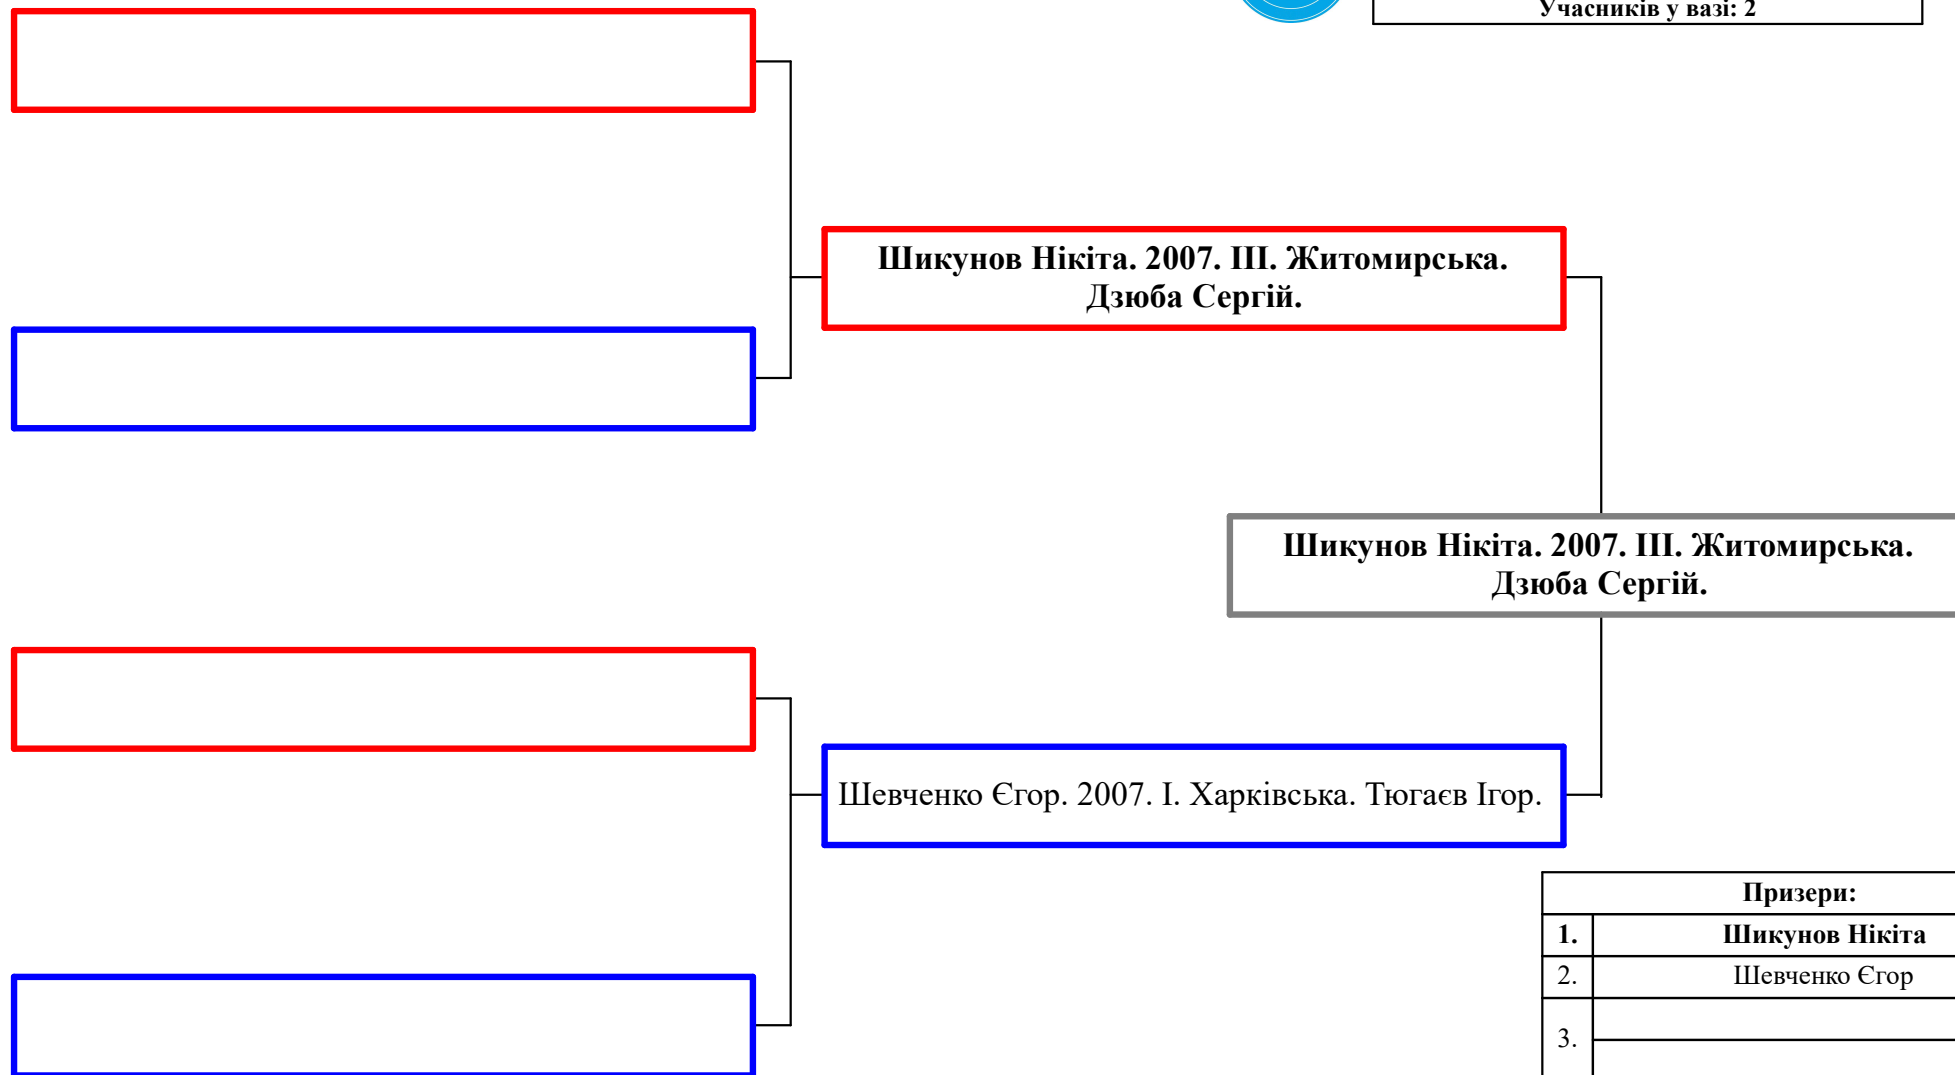 Учасників у вазі: 2
Шикунов Нікіта. 2007. ІІІ. Житомирська.
Дзюба Сергій.
Шикунов Нікіта. 2007. ІІІ. Житомирська.
Дзюба Сергій.
Шевченко Єгор. 2007. І. Харківська. Тюгаєв Ігор.
Призери:
1. Шикунов Нікіта
2. Шевченко Єгор
3.